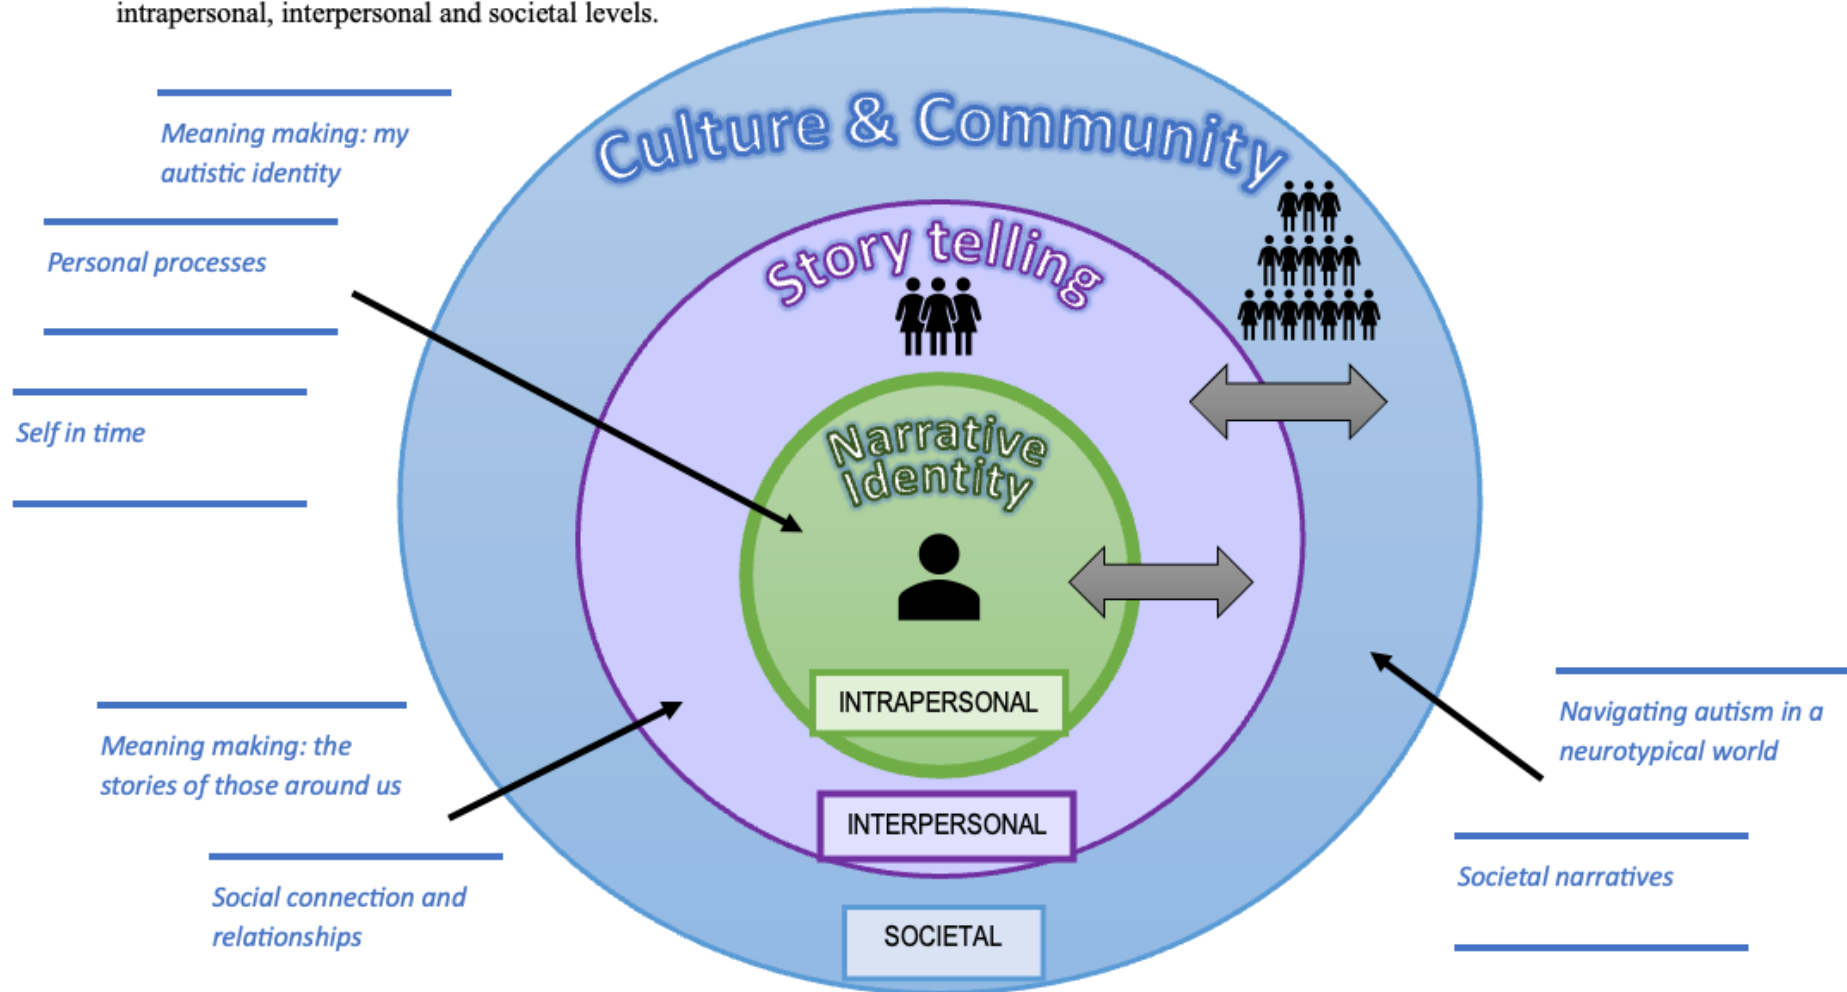 intrapersonal, interpersonal and societal levels.
Culture & Community
Meaning making: my
autistic identity
Personal processes
Self in time
Story telling
Narrative
Identity
INTRAPERSONAL
Meaning making: the
stories of those around us
Social connection and
relationships
INTERPERSONAL
SOCIETAL
Navigating autism in a
neurotypical world
Societal narratives